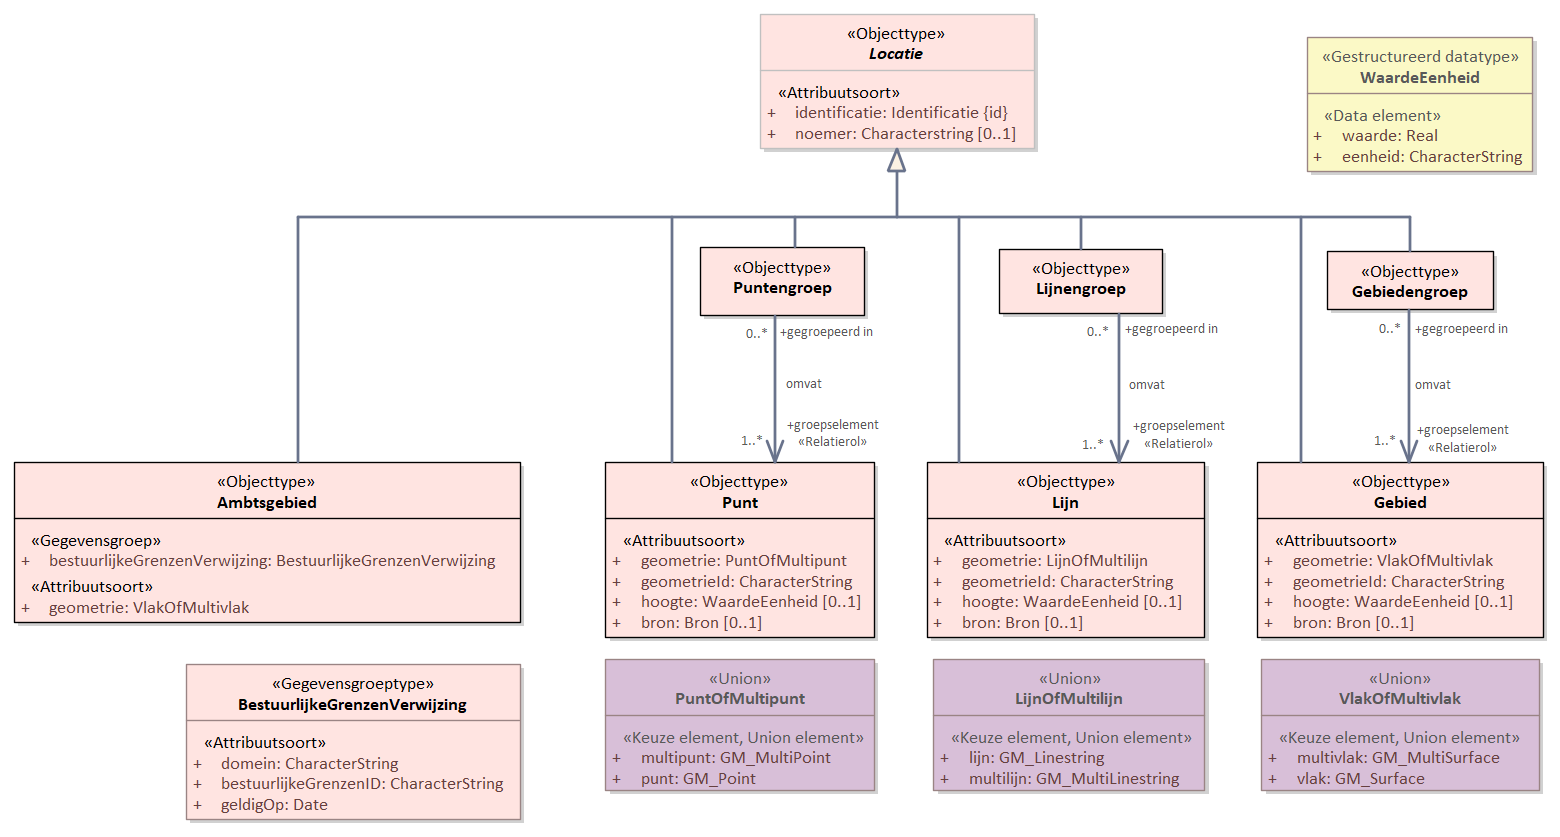 «Objecttype»
Locatie
«Attribuutsoort»
+ identificatie: Identificatie {id}
+ noemer: Characterstring [0..1]
«Gestructureerd datatype»
WaardeEenheid
«Data element»
+ waarde: Real
+ eenheid: CharacterString
«Objecttype»
Puntengroep
«Objecttype»
Lijnengroep
«Objecttype»
Gebiedengroep
0..* +gegroepeerd in
omvat
+groepselement
1..* «Relatierol»
0..* +gegroepeerd in
omvat
+groepselement
1..* «Relatierol»
0..* +gegroepeerd in
omvat
+groepselement
1..* «Relatierol»
«Objecttype»
Ambtsgebied
«Gegevensgroep»
+ bestuurlijkeGrenzenVerwijzing: BestuurlijkeGrenzenVerwijzing
«Attribuutsoort»
+ geometrie: VlakOfMultivlak
«Objecttype»
Punt
«Attribuutsoort»
+ geometrie: PuntOfMultipunt
+ geometrieId: CharacterString
+ hoogte: WaardeEenheid [0..1]
+ bron: Bron [0..1]
«Objecttype»
Lijn
«Attribuutsoort»
+ geometrie: LijnOfMultilijn
+ geometrieId: CharacterString
+ hoogte: WaardeEenheid [0..1]
+ bron: Bron [0..1]
«Objecttype»
Gebied
«Attribuutsoort»
+ geometrie: VlakOfMultivlak
+ geometrieId: CharacterString
+ hoogte: WaardeEenheid [0..1]
+ bron: Bron [0..1]
«Gegevensgroeptype»
BestuurlijkeGrenzenVerwijzing
«Attribuutsoort»
+ domein: CharacterString
+ bestuurlijkeGrenzenID: CharacterString
+ geldigOp: Date
«Union»
PuntOfMultipunt
«Keuze element, Union element»
+ multipunt: GM_MultiPoint
+ punt: GM_Point
«Union»
LijnOfMultilijn
«Keuze element, Union element»
+ lijn: GM_Linestring
+ multilijn: GM_MultiLinestring
«Union»
VlakOfMultivlak
«Keuze element, Union element»
+ multivlak: GM_MultiSurface
+ vlak: GM_Surface